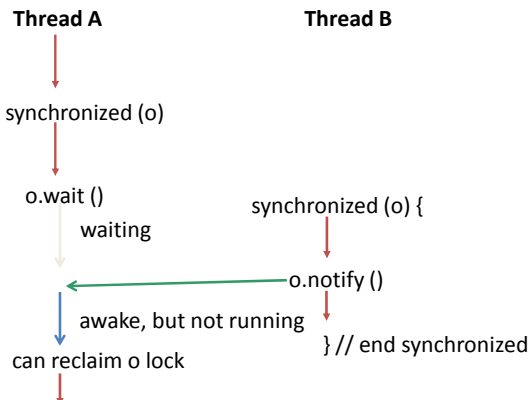 Thread A
Thread B
synchronized (o)
o.wait ()
waiting
synchronized (o) {
o.notify ()
awake, but not running
} // end synchronized
can reclaim o lock